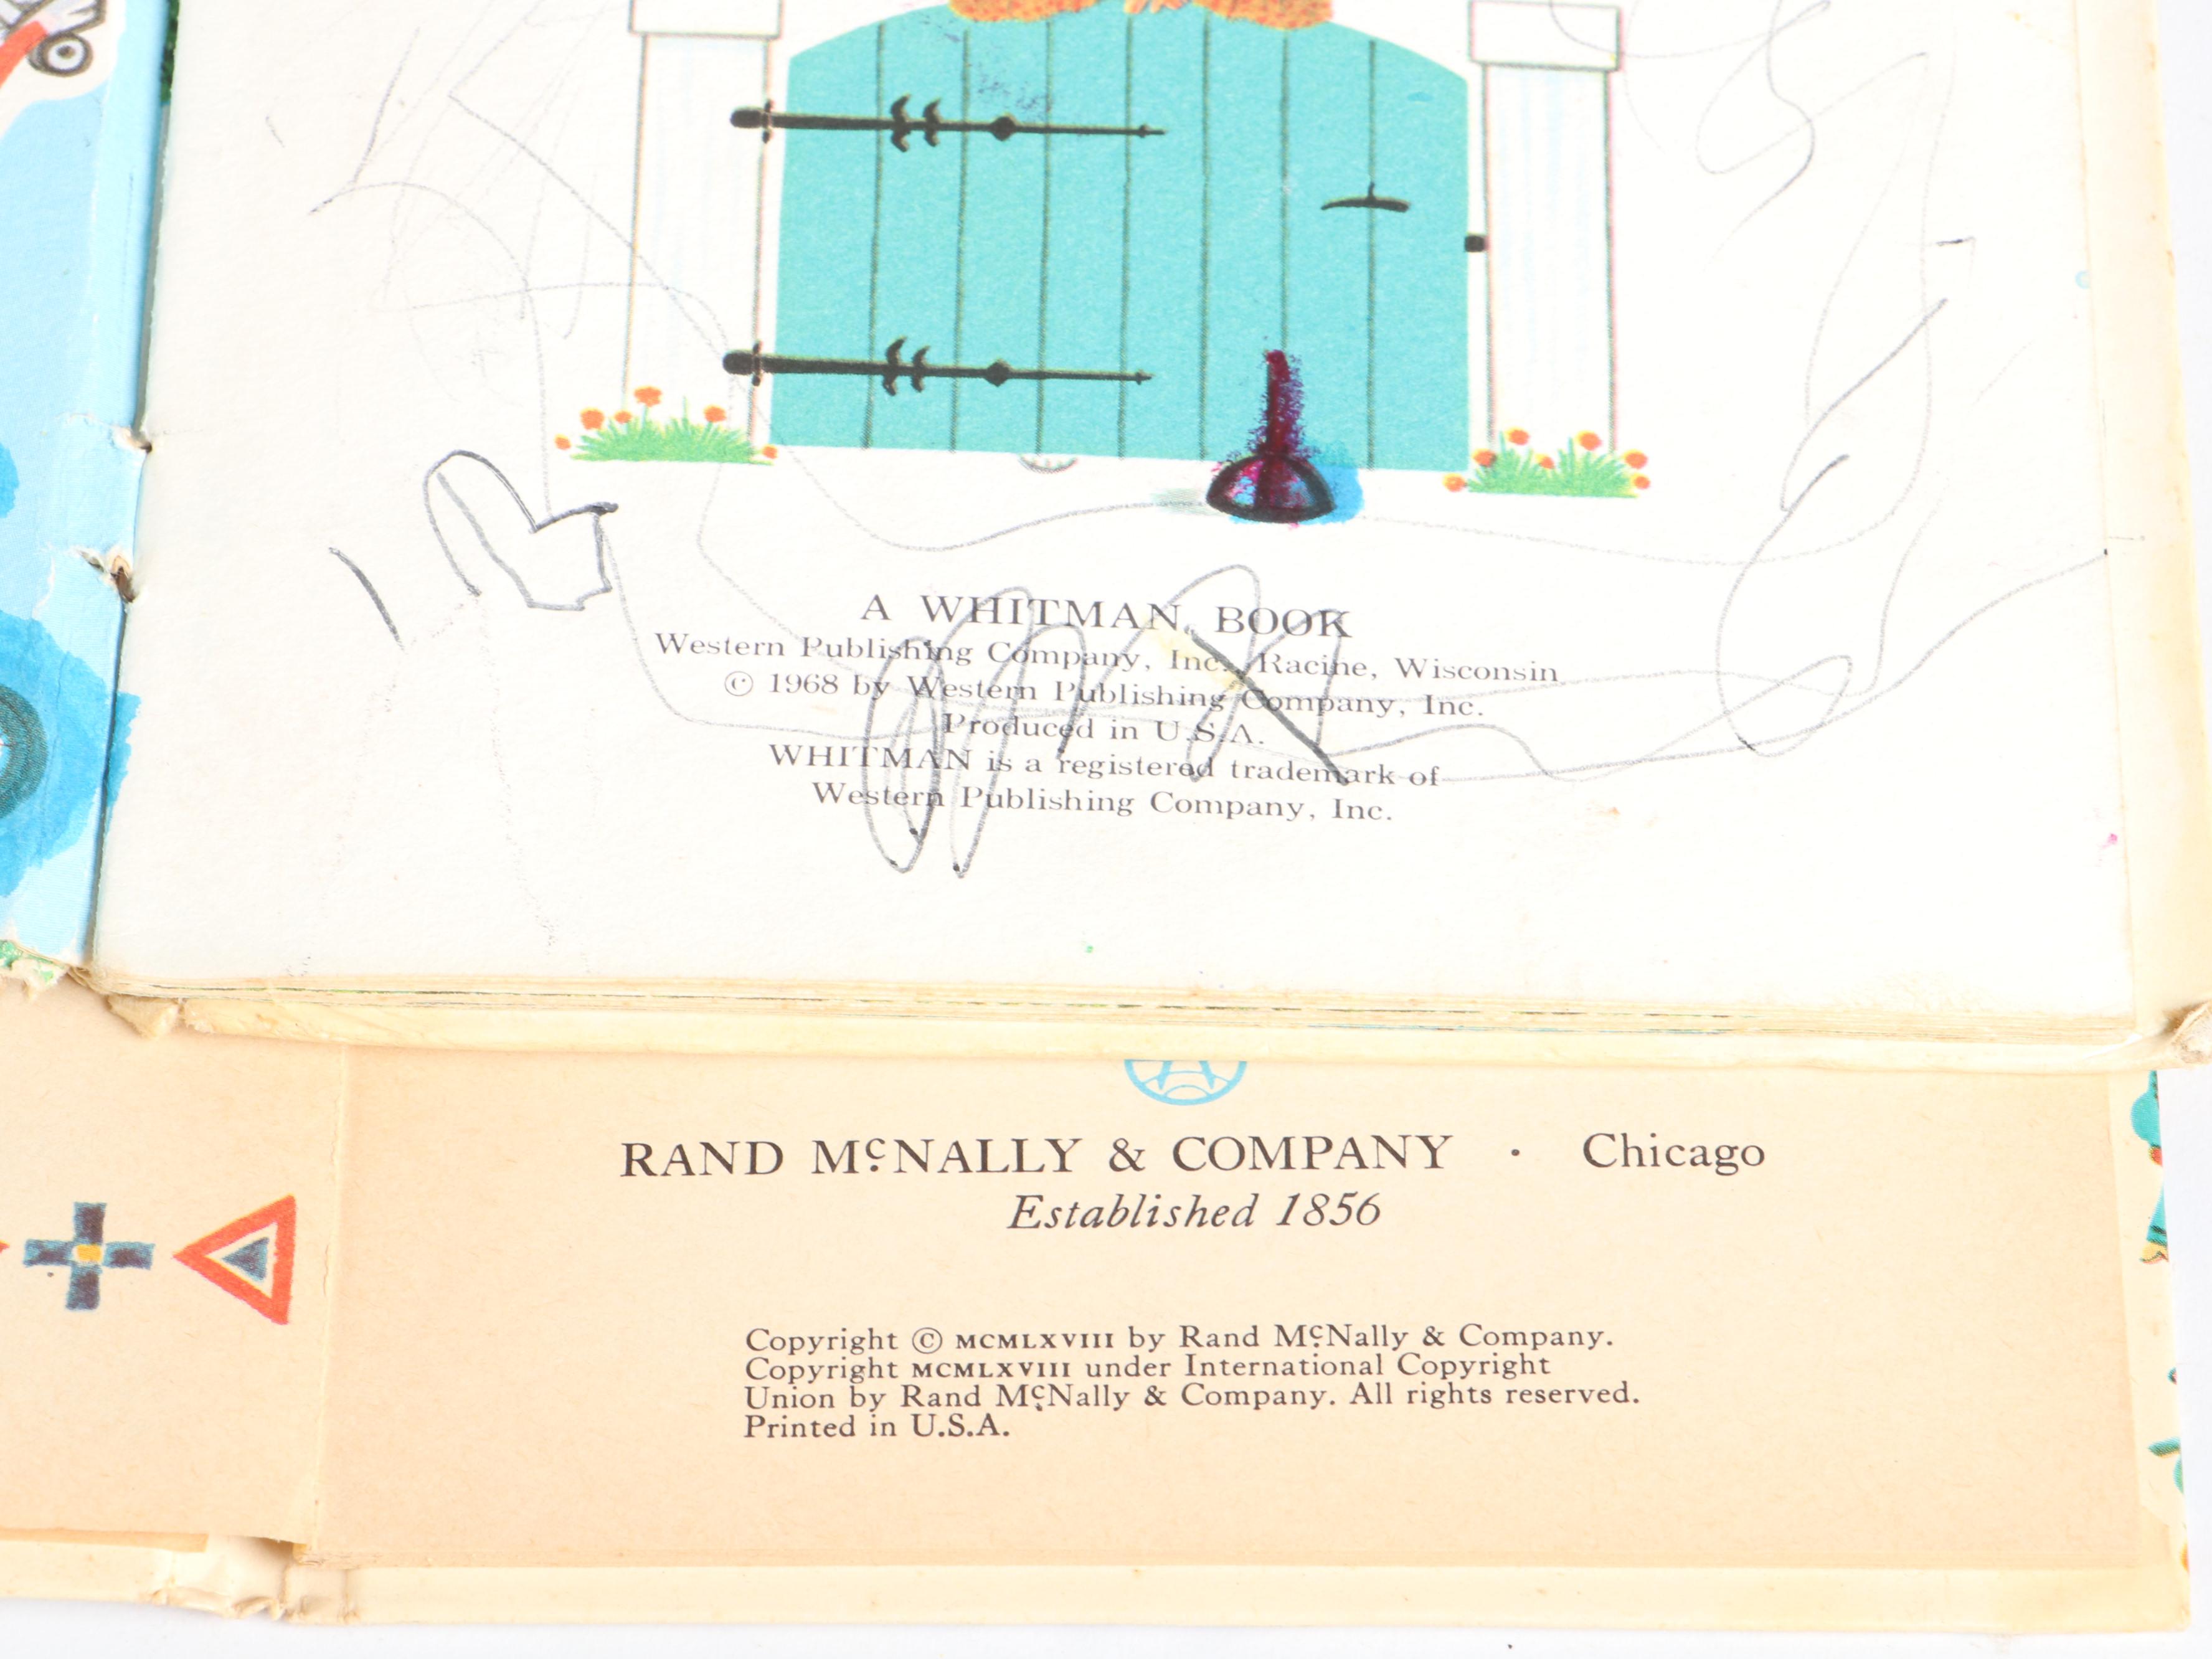 A WHITMAN BOOK
Western Publishing Company, Inc. Racine, Wisconsin
© 1968 by Western Publishing Company, Inc.
Produced in U.S.A.
WHITMAN is a registered trademark of
Western Publishing Company, Inc.
RAND McNALLY & COMPANY · Chicago
Established 1856
Copyright © MCMLXVIII by Rand McNally & Company.
Copyright MCMLXVIII under International Copyright
Union by Rand McNally & Company. All rights reserved.
Printed in U.S.A.